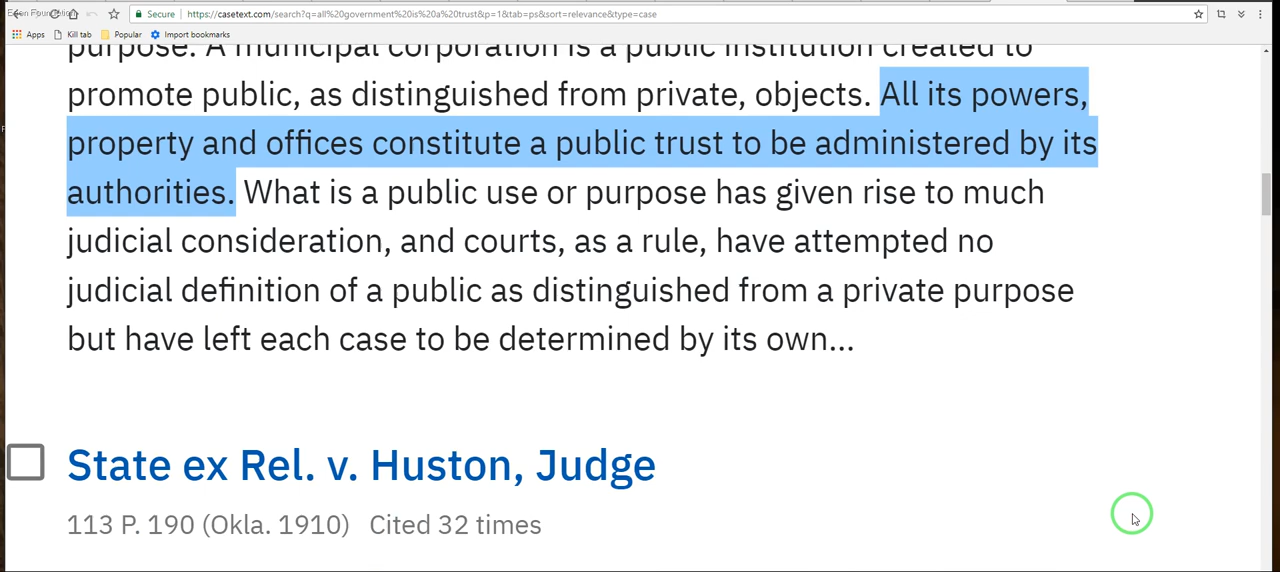 Secure https://casetext.com/search?q=all%20government%20is%20a%20trust&p=1&tab=ps&sort=relevance&type=case
Apps Kill tab Popular Import bookmarks
purpose. A municipal corporation is a public institution created to
promote public, as distinguished from private, objects. All its powers,
property and offices constitute a public trust to be administered by its
authorities. What is a public use or purpose has given rise to much
judicial consideration, and courts, as a rule, have attempted no
judicial definition of a public as distinguished from a private purpose
but have left each case to be determined by its own...
State ex Rel. v. Huston, Judge
113 P. 190 (Okla. 1910) Cited 32 times